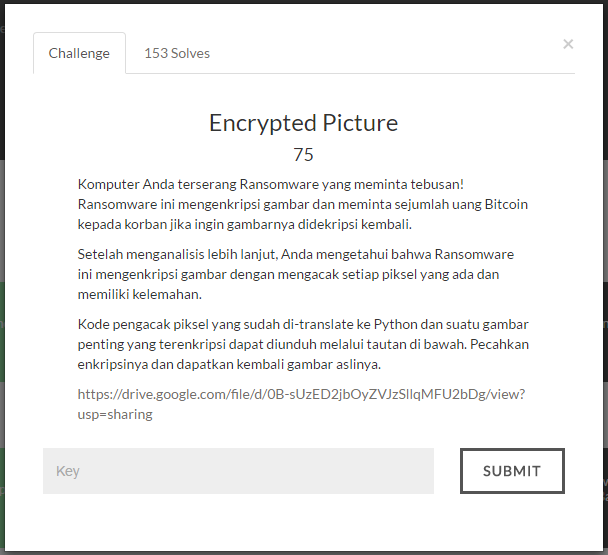 Challenge
153 Solves
×
Encrypted Picture
75
Komputer Anda terserang Ransomware yang meminta tebusan!
Ransomware ini mengenkripsi gambar dan meminta sejumlah uang Bitcoin
kepada korban jika ingin gambarnya didekripsi kembali.
Setelah menganalisis lebih lanjut, Anda mengetahui bahwa Ransomware
ini mengenkripsi gambar dengan mengacak setiap piksel yang ada dan
memiliki kelemahan.
Kode pengacak piksel yang sudah di-translate ke Python dan suatu gambar
penting yang terenkripsi dapat diunduh melalui tautan di bawah. Pecahkan
enkripsinya dan dapatkan kembali gambar aslinya.
https://drive.google.com/file/d/0B-sUzED2jbOyZVJzSllqMFU2bDg/view?
usp=sharing
Key
SUBMIT